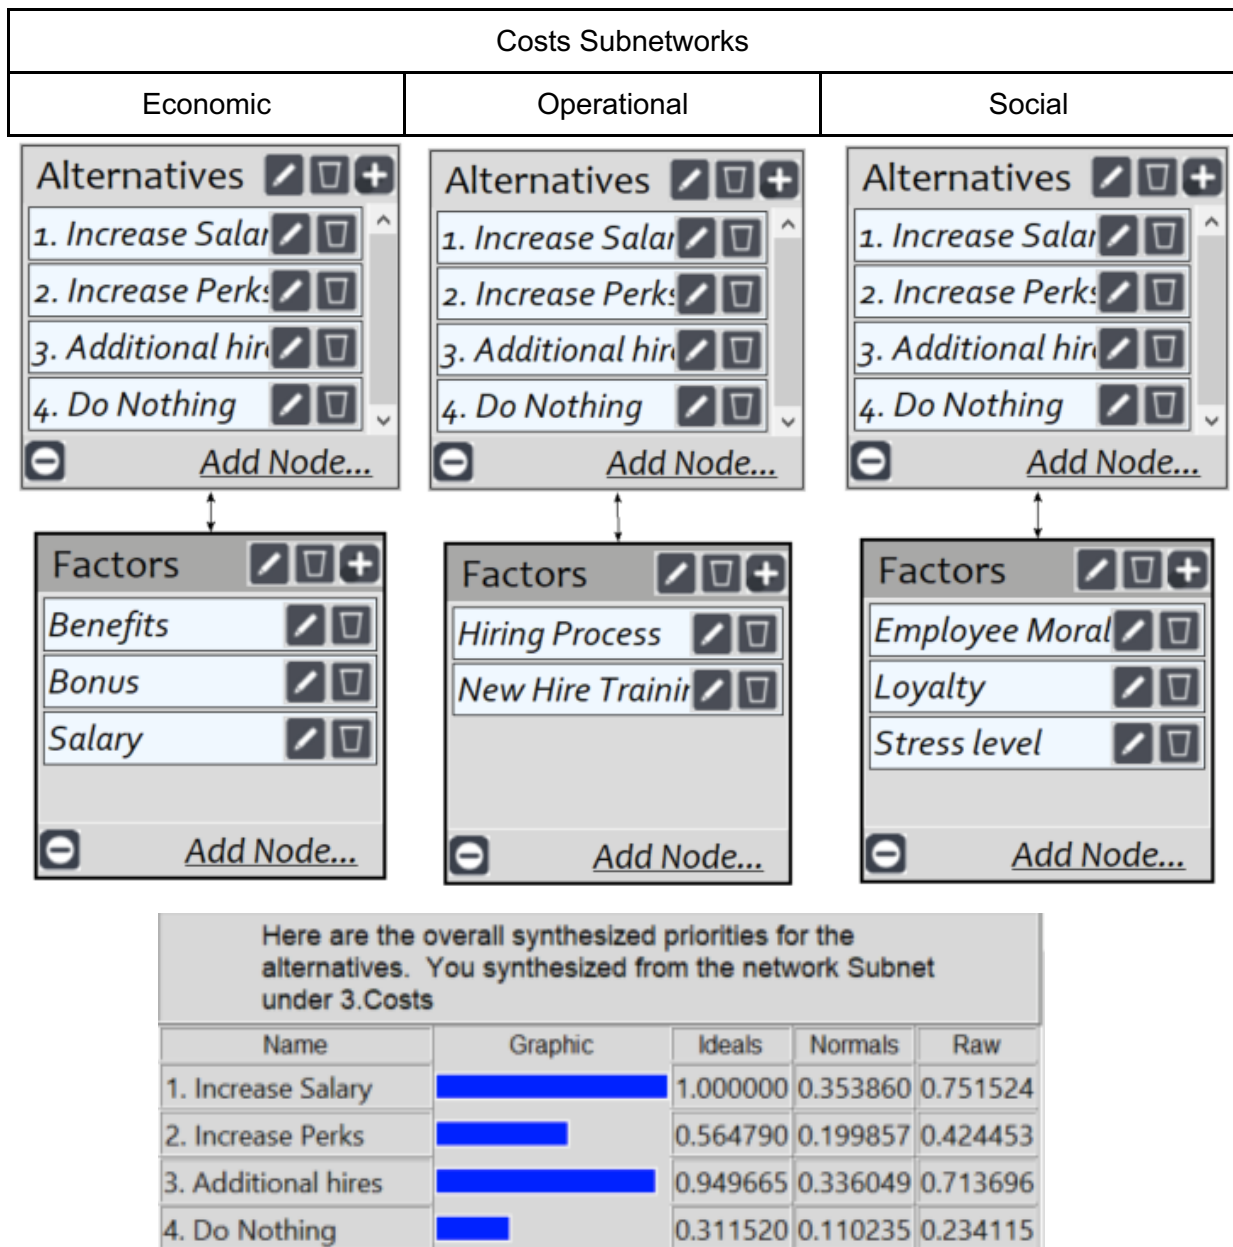 Costs Subnetworks
Economic Operational Social
Alternatives
1. Increase Salar
2. Increase Perks
3. Additional hir
4. Do Nothing
Add Node...
Factors
Benefits
Bonus
Salary
Add Node...
Alternatives
1. Increase Salar
2. Increase Perks
3. Additional hir
4. Do Nothing
Add Node...
Factors
Hiring Process
New Hire Trainin
Add Node...
Alternatives
1. Increase Salar
2. Increase Perks
3. Additional hir
4. Do Nothing
Add Node...
Factors
Employee Moral
Loyalty
Stress level
Add Node...
Here are the overall synthesized priorities for the
alternatives. You synthesized from the network Subnet
under 3.Costs
Name Graphic Ideals Normals Raw
1. Increase Salary 1.000000 0.353860 0.751524
2. Increase Perks 0.564790 0.199857 0.424453
3. Additional hires 0.949665 0.336049 0.713696
4. Do Nothing 0.311520 0.110235 0.234115